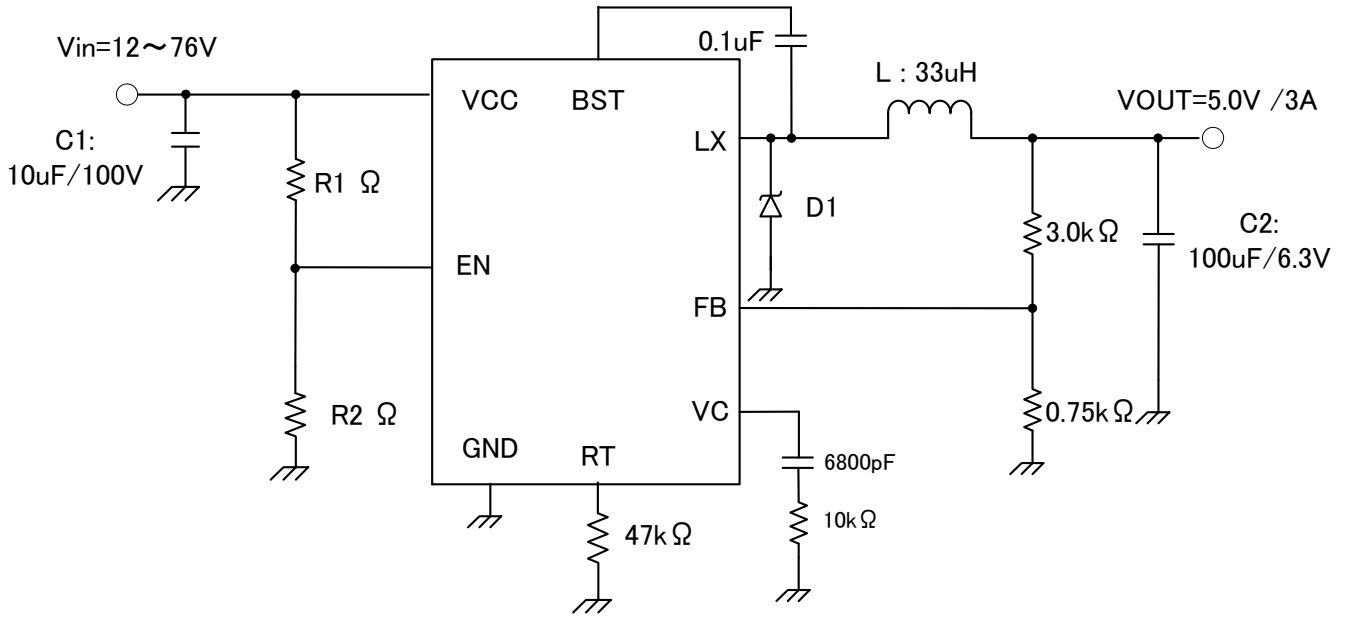 Vin=12～76V
C1:
10uF/100V
R1 Ω
R2 Ω
VCC
BST
LX
EN
FB
VC
GND
RT
0.1uF
L : 33uH
VOUT=5.0V /3A
D1
3.0kΩ
C2:
100uF/6.3V
0.75kΩ
6800pF
10kΩ
47kΩ